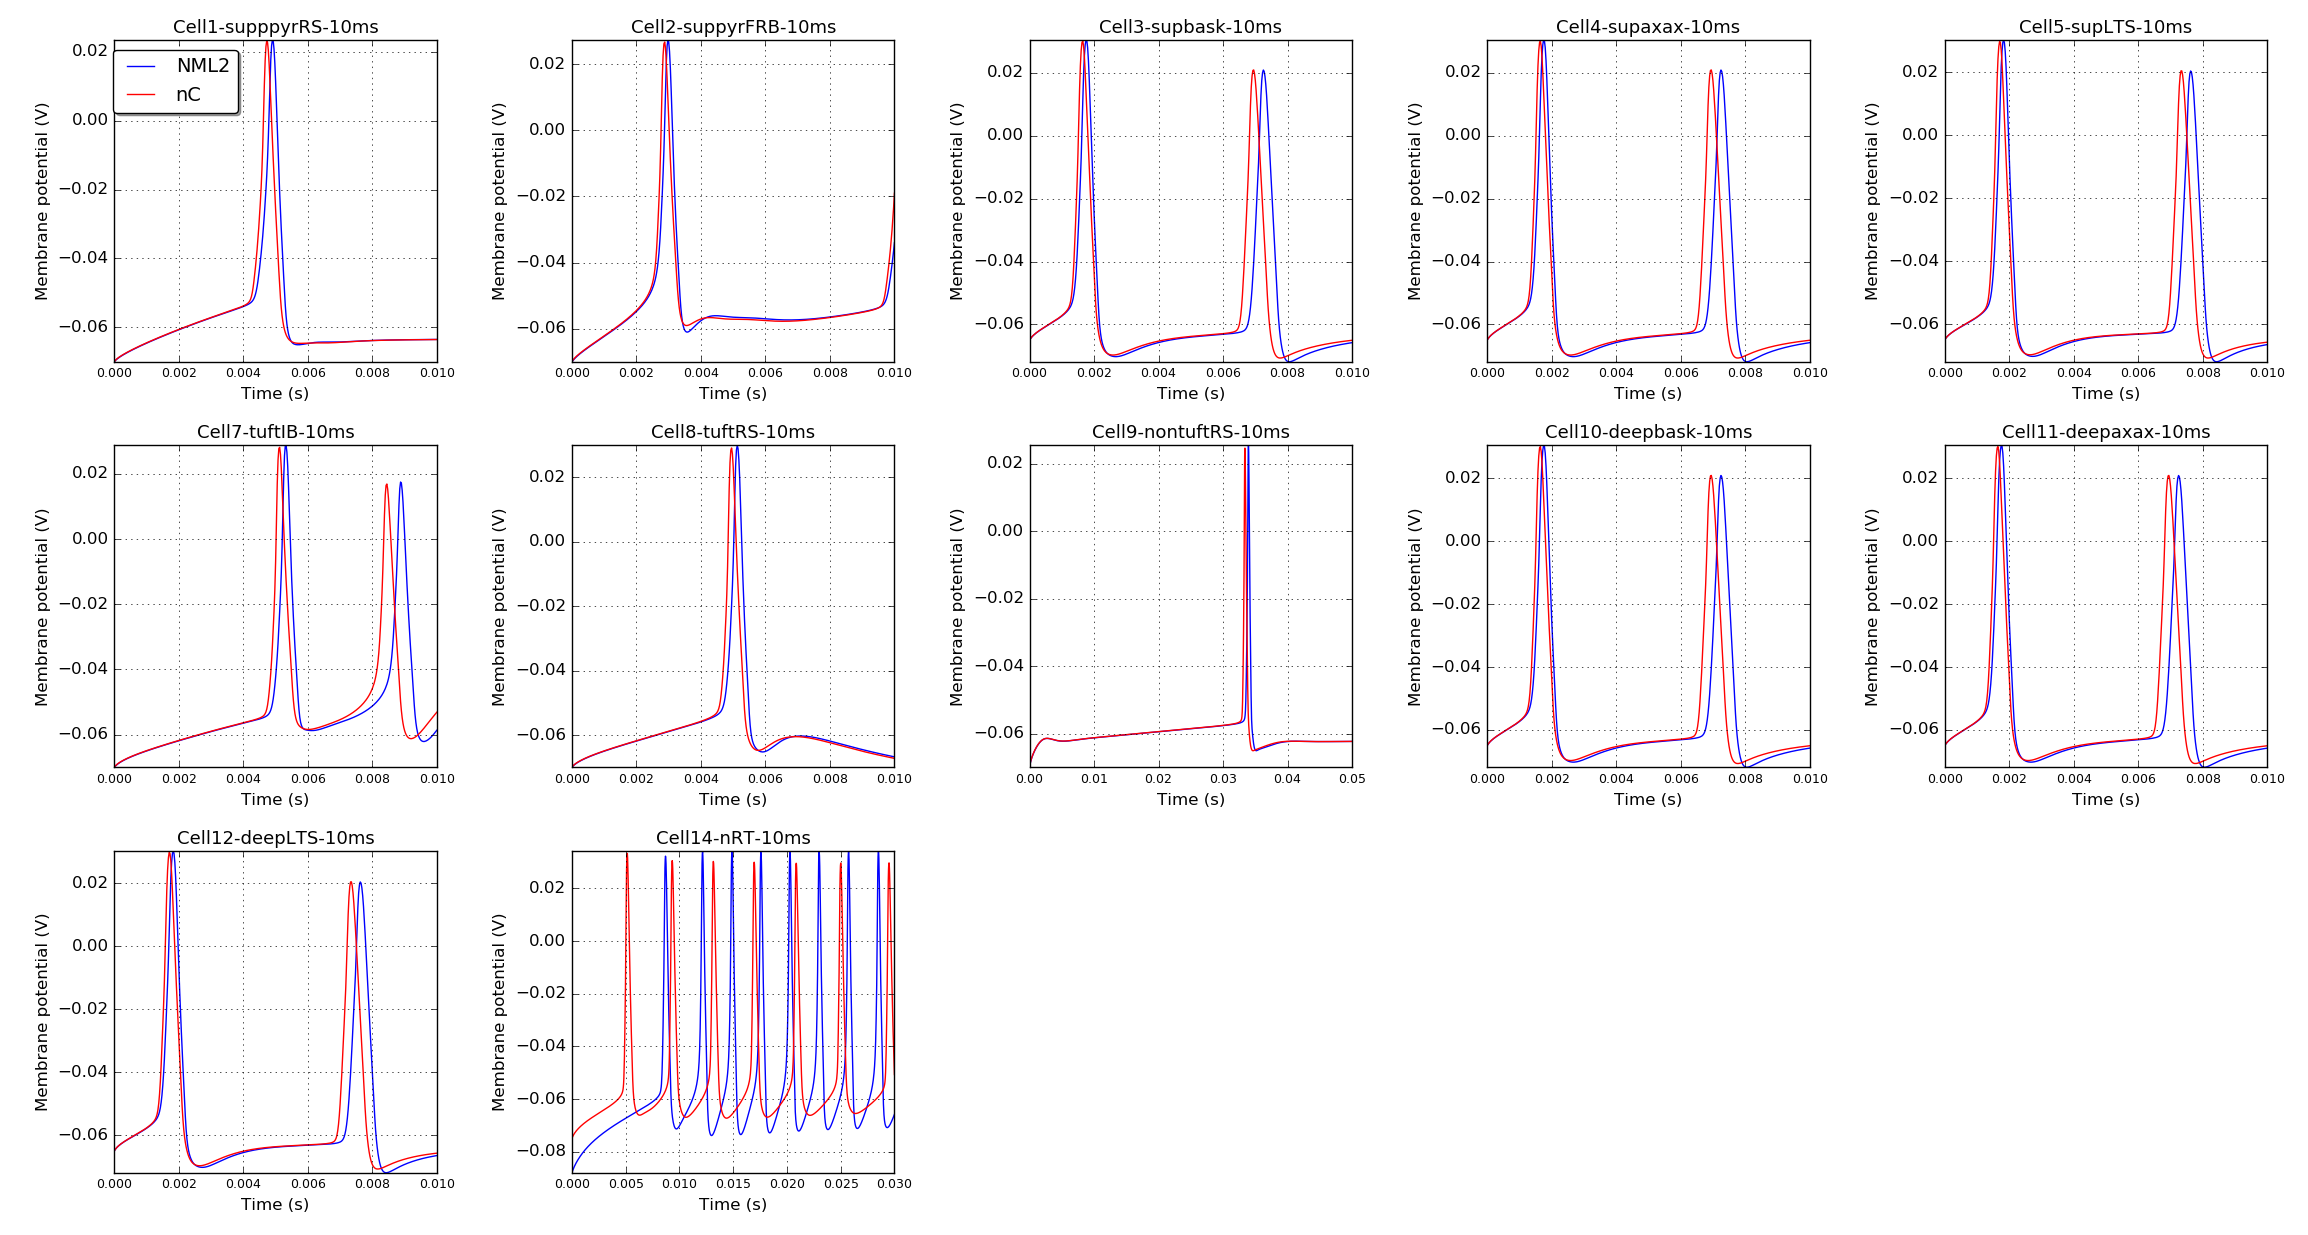 Cell1-supppyrRS-10ms
Cell2-suppyrFRB-10ms
Cell3-supbask-10ms
Cell4-supaxax-10ms
Cell5-supLTS-10ms
NML2
nC
Membrane potential (V)
0.02
0.00
−0.02
−0.04
−0.06
0.000 0.002 0.004 0.006 0.008 0.010
Time (s)
Membrane potential (V)
0.02
0.00
−0.02
−0.04
−0.06
0.000 0.002 0.004 0.006 0.008 0.010
Time (s)
Membrane potential (V)
0.02
0.00
−0.02
−0.04
−0.06
0.000 0.002 0.004 0.006 0.008 0.010
Time (s)
Membrane potential (V)
0.02
0.00
−0.02
−0.04
−0.06
0.000 0.002 0.004 0.006 0.008 0.010
Time (s)
Membrane potential (V)
0.02
0.00
−0.02
−0.04
−0.06
0.000 0.002 0.004 0.006 0.008 0.010
Time (s)
Cell7-tuftIB-10ms
Cell8-tuftRS-10ms
Cell9-nontuftRS-10ms
Cell10-deepbask-10ms
Cell11-deepaxax-10ms
Membrane potential (V)
0.02
0.00
−0.02
−0.04
−0.06
0.000 0.002 0.004 0.006 0.008 0.010
Time (s)
Membrane potential (V)
0.02
0.00
−0.02
−0.04
−0.06
0.000 0.002 0.004 0.006 0.008 0.010
Time (s)
Membrane potential (V)
0.02
0.00
−0.02
−0.04
−0.06
0.00 0.01 0.02 0.03 0.04 0.05
Time (s)
Membrane potential (V)
0.02
0.00
−0.02
−0.04
−0.06
0.000 0.002 0.004 0.006 0.008 0.010
Time (s)
Membrane potential (V)
0.02
0.00
−0.02
−0.04
−0.06
0.000 0.002 0.004 0.006 0.008 0.010
Time (s)
Cell12-deepLTS-10ms
Cell14-nRT-10ms
Membrane potential (V)
0.02
0.00
−0.02
−0.04
−0.06
0.000 0.002 0.004 0.006 0.008 0.010
Time (s)
Membrane potential (V)
0.02
0.00
−0.02
−0.04
−0.06
−0.08
0.000 0.005 0.010 0.015 0.020 0.025 0.030
Time (s)